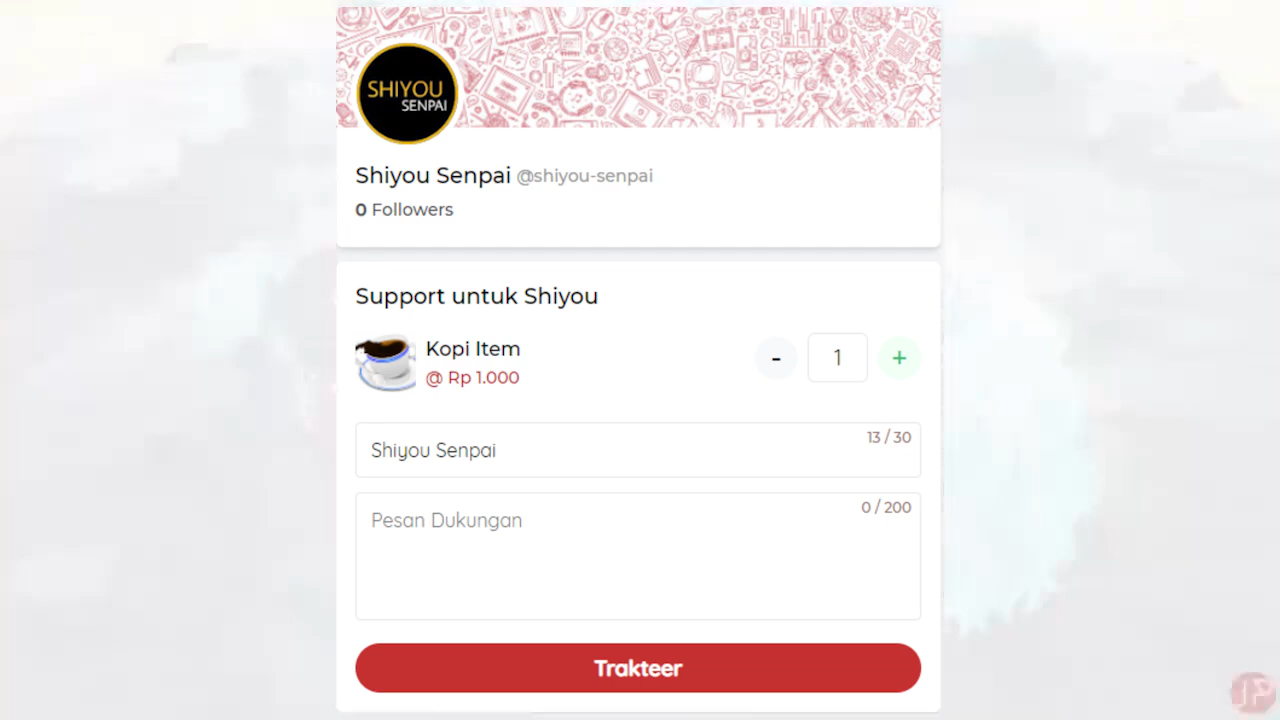 SHIYOU
SENPAI
Shiyou Senpai @shiyou-senpai
0 Followers
Support untuk Shiyou
Kopi Item
@ Rp 1.000
- 1 +
13 / 30
Shiyou Senpai
0 / 200
Pesan Dukungan
Trakteer